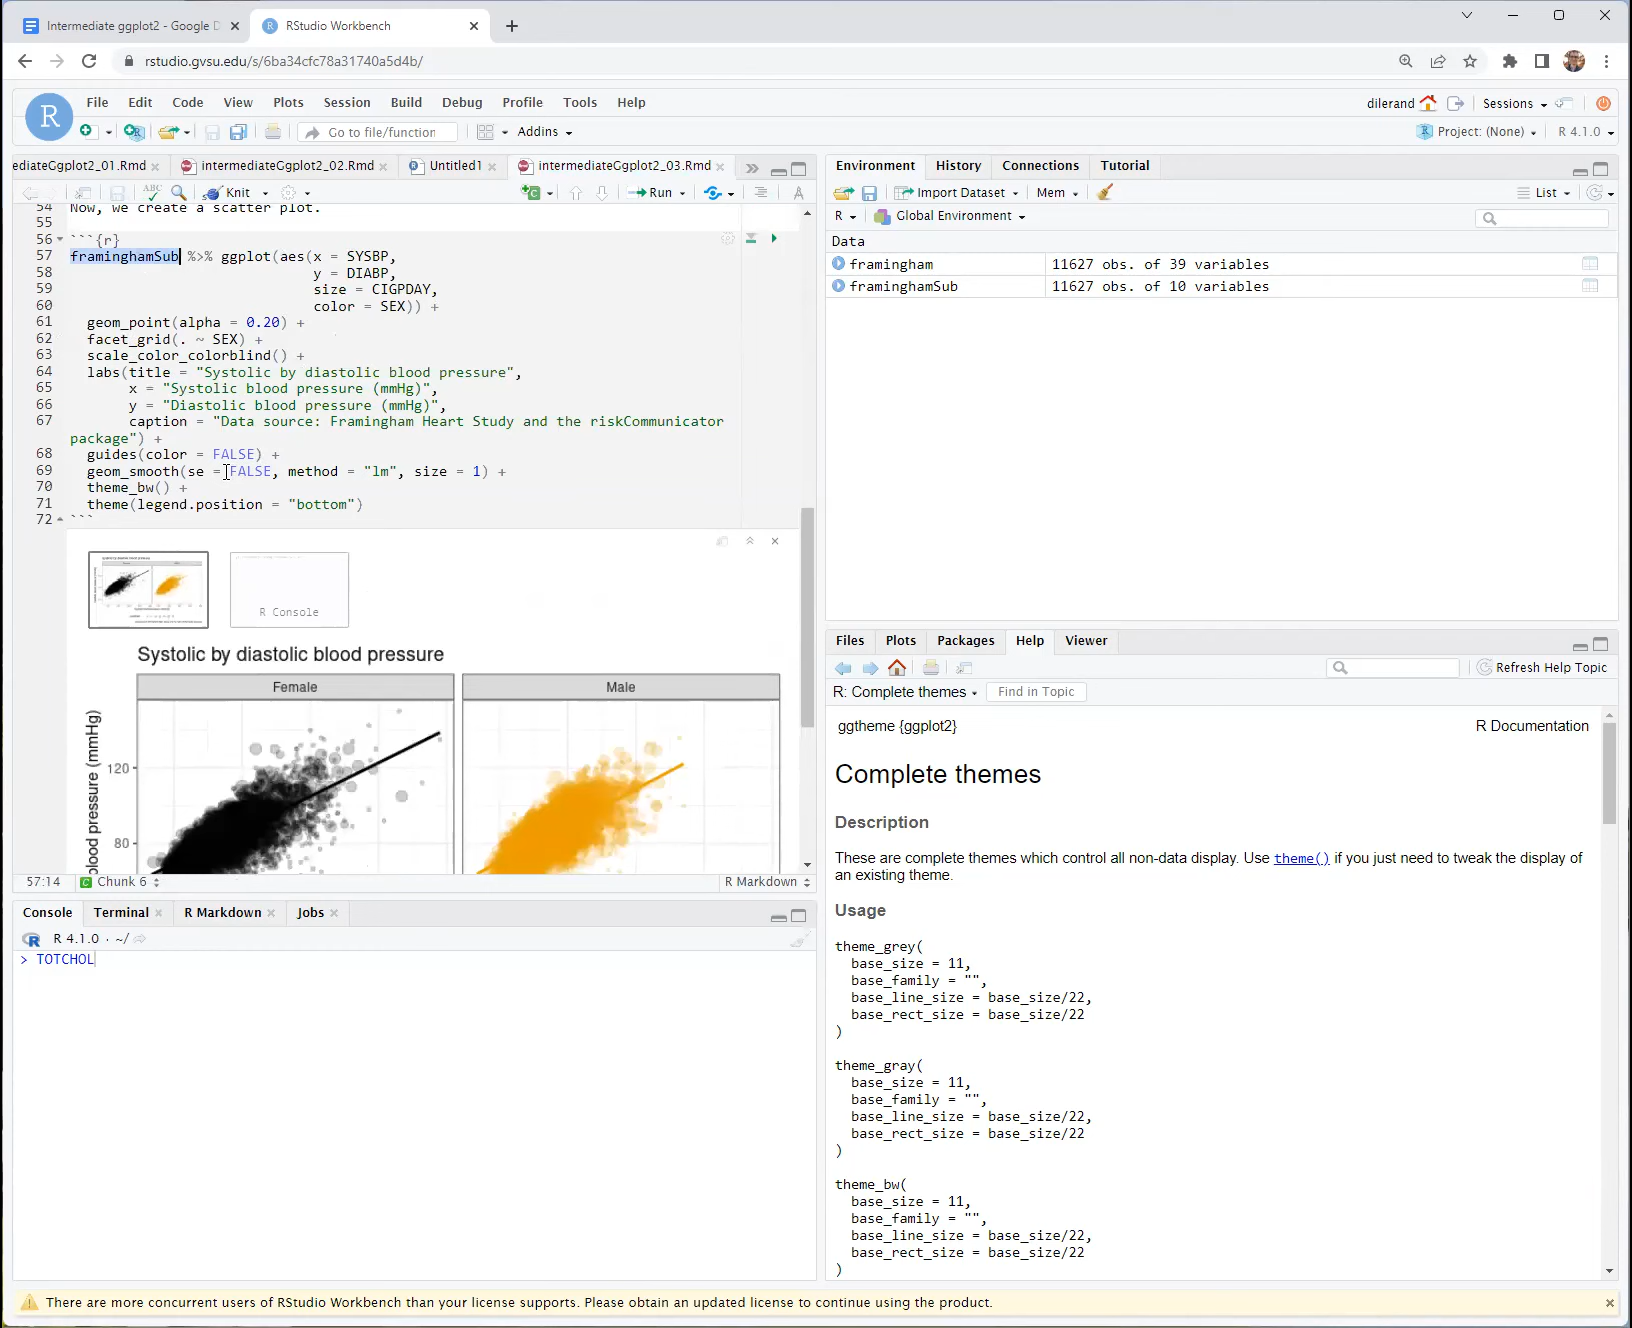 Intermediate ggplot2 - Google D
RStudio Workbench
rstudio.gvsu.edu/s/6ba34cfc78a31740a5d4b/
R
File Edit Code View Plots Session Build Debug Profile Tools Help
dilerand
Sessions
Go to file/function
Addins
Project: (None)
R 4.1.0
ediateGgplot2_01.Rmd
intermediateGgplot2_02.Rmd
Untitled1
intermediateGgplot2_03.Rmd
ABC
Knit
Run
54 Now, we create a scatter plot.
55
56 ```{r}
57 framinghamSub %>% ggplot(aes(x = SYSBP,
58 y = DIABP,
59 size = CIGPDAY,
60 color = SEX)) +
61 geom_point(alpha = 0.20) +
62 facet_grid(. ~ SEX) +
63 scale_color_colorblind() +
64 labs(title = "Systolic by diastolic blood pressure",
65 x = "Systolic blood pressure (mmHg)",
66 y = "Diastolic blood pressure (mmHg)",
67 caption = "Data source: Framingham Heart Study and the riskCommunicator
package") +
68 guides(color = FALSE) +
69 geom_smooth(se = FALSE, method = "lm", size = 1) +
70 theme_bw() +
71 theme(legend.position = "bottom")
72 ```
R Console
Systolic by diastolic blood pressure
Female
Male
blood pressure (mmHg)
120
80
57:14
Chunk 6
R Markdown
Console
Terminal
R Markdown
Jobs
R 4.1.0 · ~/
> TOTCHOL
Environment
History
Connections
Tutorial
Import Dataset
Mem
List
R
Global Environment
Data
framingham 11627 obs. of 39 variables
framinghamSub 11627 obs. of 10 variables
Files
Plots
Packages
Help
Viewer
Refresh Help Topic
R: Complete themes
Find in Topic
ggtheme {ggplot2}
R Documentation
Complete themes
Description
These are complete themes which control all non-data display. Use theme() if you just need to tweak the display of
an existing theme.
Usage
theme_grey(
base_size = 11,
base_family = "",
base_line_size = base_size/22,
base_rect_size = base_size/22
)
theme_gray(
base_size = 11,
base_family = "",
base_line_size = base_size/22,
base_rect_size = base_size/22
)
theme_bw(
base_size = 11,
base_family = "",
base_line_size = base_size/22,
base_rect_size = base_size/22
)
There are more concurrent users of RStudio Workbench than your license supports. Please obtain an updated license to continue using the product.